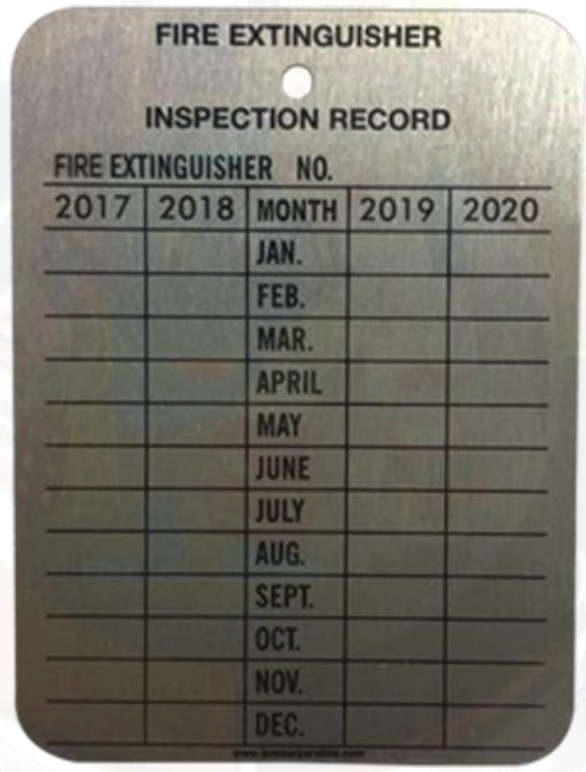 FIRE EXTINGUISHER
INSPECTION RECORD
FIRE EXTINGUISHER NO.
2017 2018 MONTH 2019 2020
JAN.
FEB.
MAR.
APRIL
MAY
JUNE
JULY
AUG.
SEPT.
OCT.
NOV.
DEC.